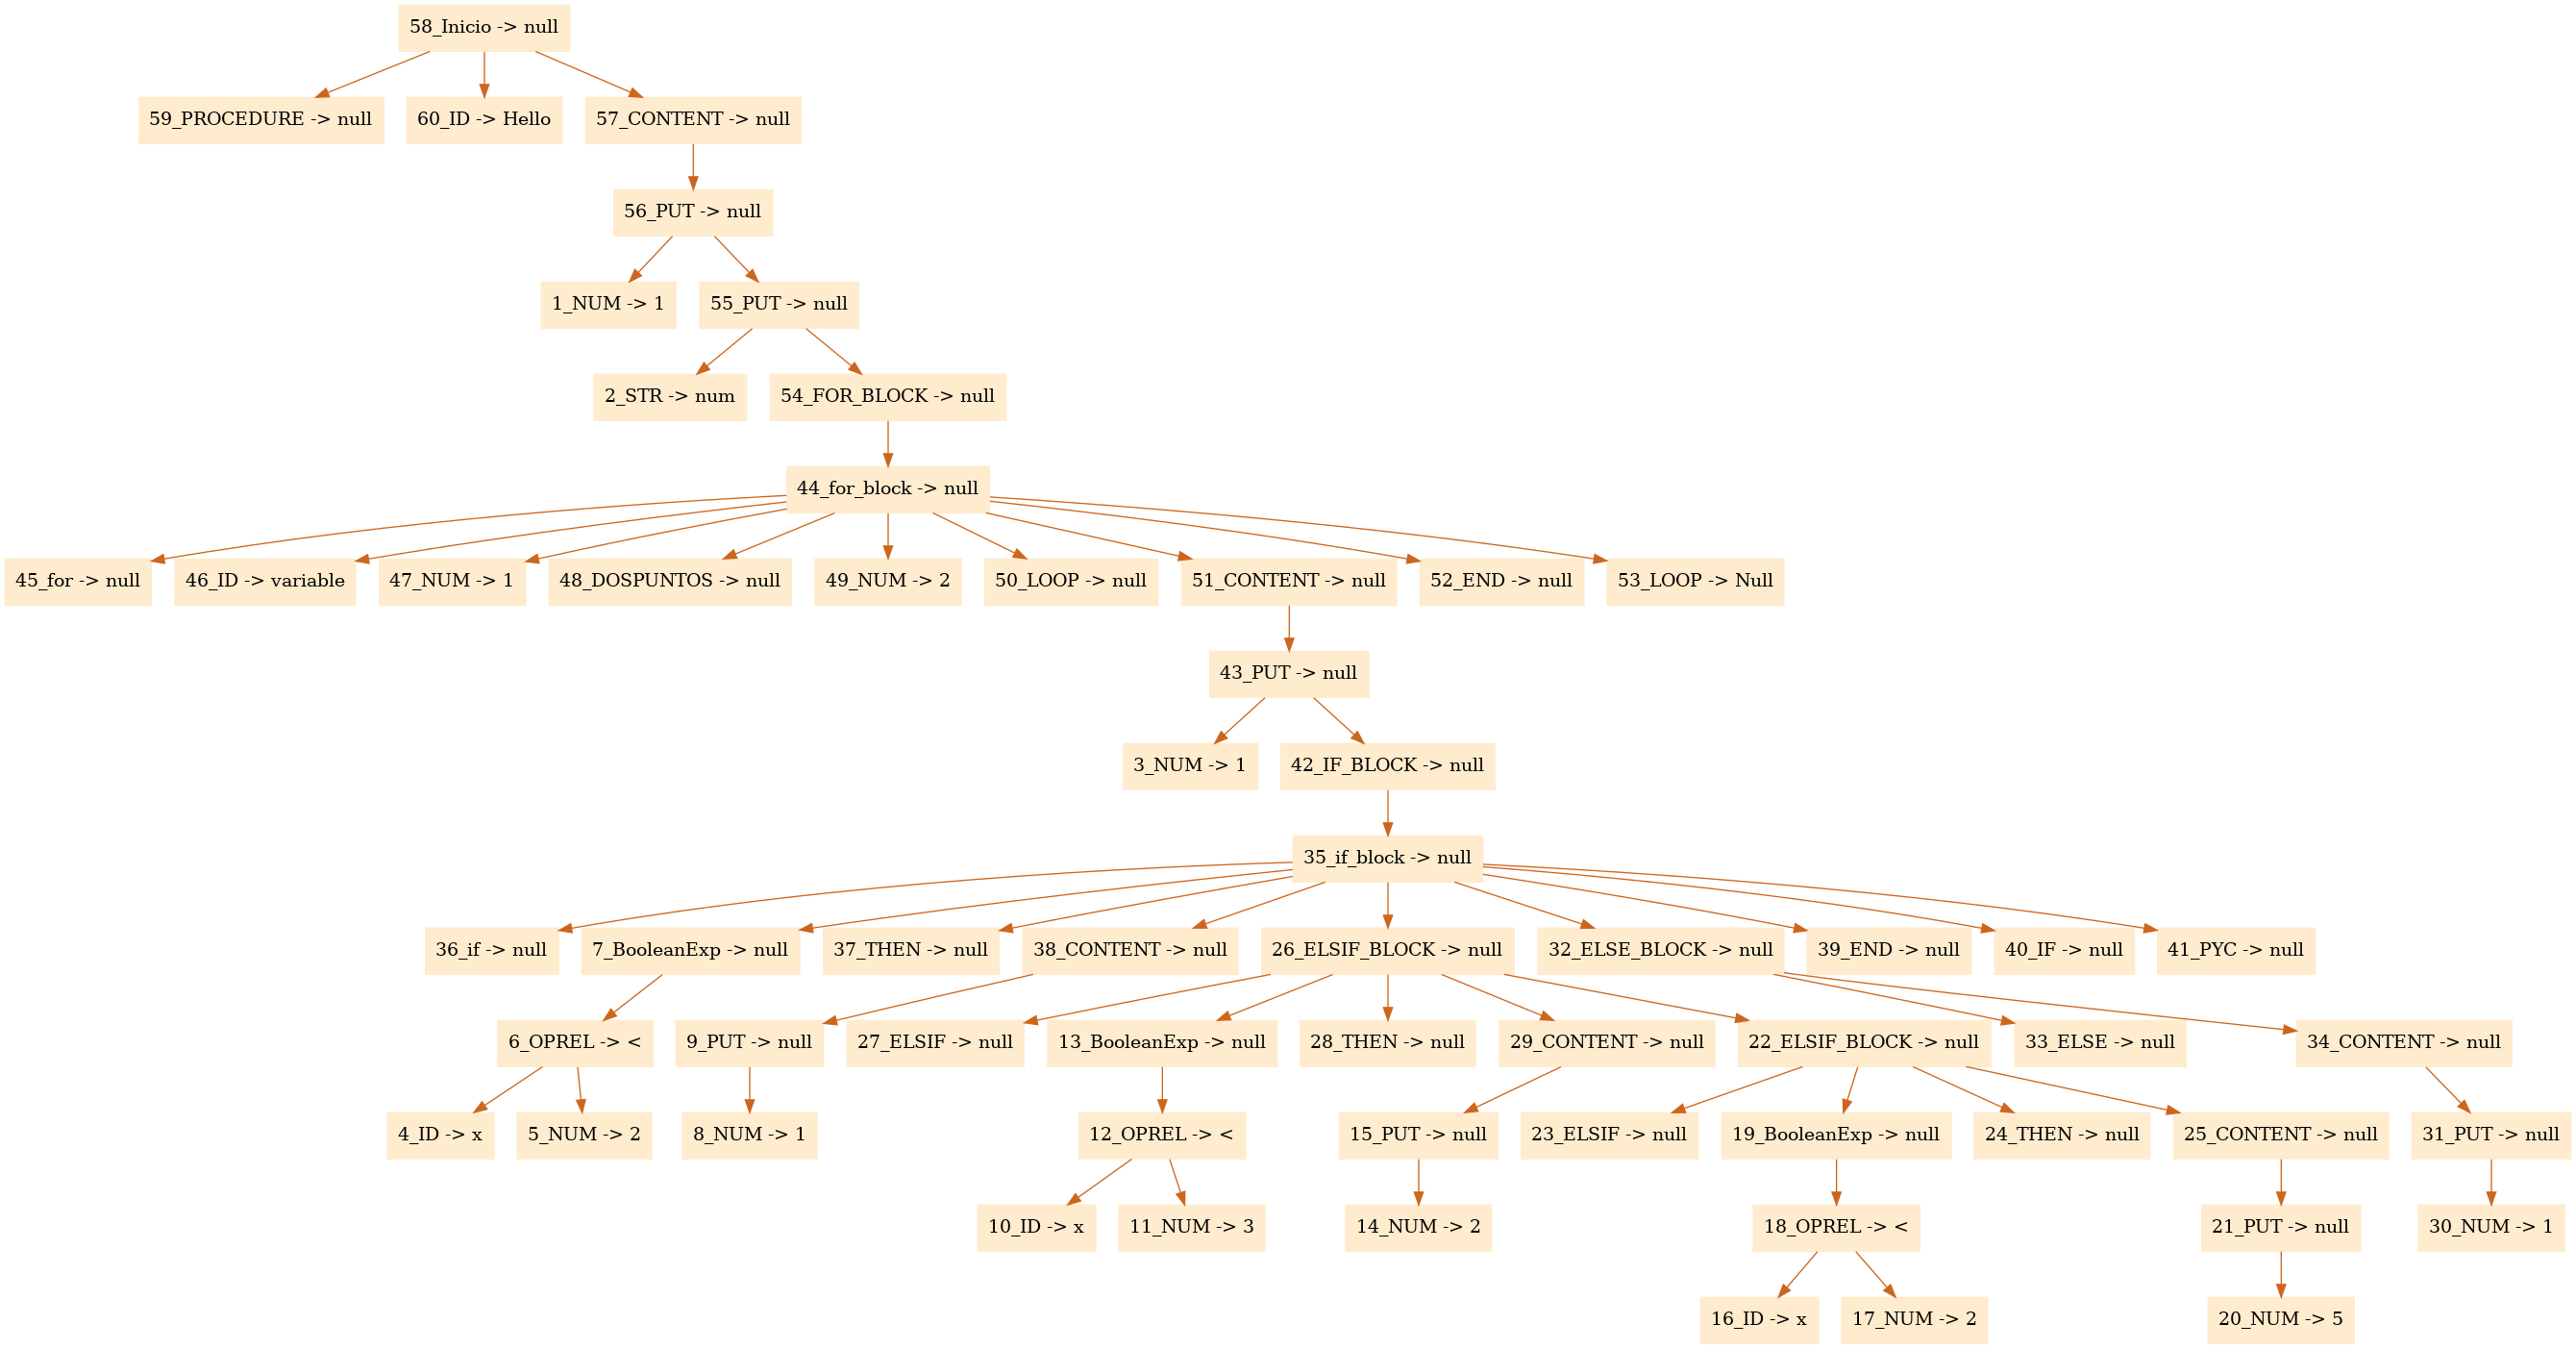 58_Inicio -> null
59_PROCEDURE -> null
60_ID -> Hello
57_CONTENT -> null
56_PUT -> null
1_NUM -> 1
55_PUT -> null
2_STR -> num
54_FOR_BLOCK -> null
44_for_block -> null
45_for -> null
46_ID -> variable
47_NUM -> 1
48_DOSPUNTOS -> null
49_NUM -> 2
50_LOOP -> null
51_CONTENT -> null
52_END -> null
53_LOOP -> Null
43_PUT -> null
3_NUM -> 1
42_IF_BLOCK -> null
35_if_block -> null
36_if -> null
7_BooleanExp -> null
37_THEN -> null
38_CONTENT -> null
26_ELSIF_BLOCK -> null
32_ELSE_BLOCK -> null
39_END -> null
40_IF -> null
41_PYC -> null
6_OPREL -> <
9_PUT -> null
27_ELSIF -> null
13_BooleanExp -> null
28_THEN -> null
29_CONTENT -> null
22_ELSIF_BLOCK -> null
33_ELSE -> null
34_CONTENT -> null
4_ID -> x
5_NUM -> 2
8_NUM -> 1
12_OPREL -> <
15_PUT -> null
23_ELSIF -> null
19_BooleanExp -> null
24_THEN -> null
25_CONTENT -> null
31_PUT -> null
10_ID -> x
11_NUM -> 3
14_NUM -> 2
18_OPREL -> <
21_PUT -> null
30_NUM -> 1
16_ID -> x
17_NUM -> 2
20_NUM -> 5